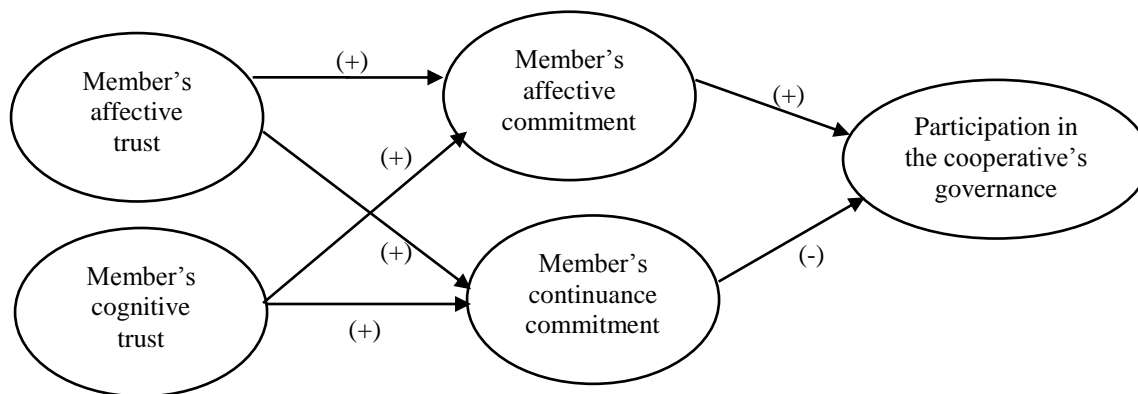 Member's
affective
trust
(+)
Member's
affective
commitment
(+)
Participation in
the cooperative's
governance
(+)
(+)
Member's
cognitive
trust
(+)
Member's
continuance
commitment
(-)